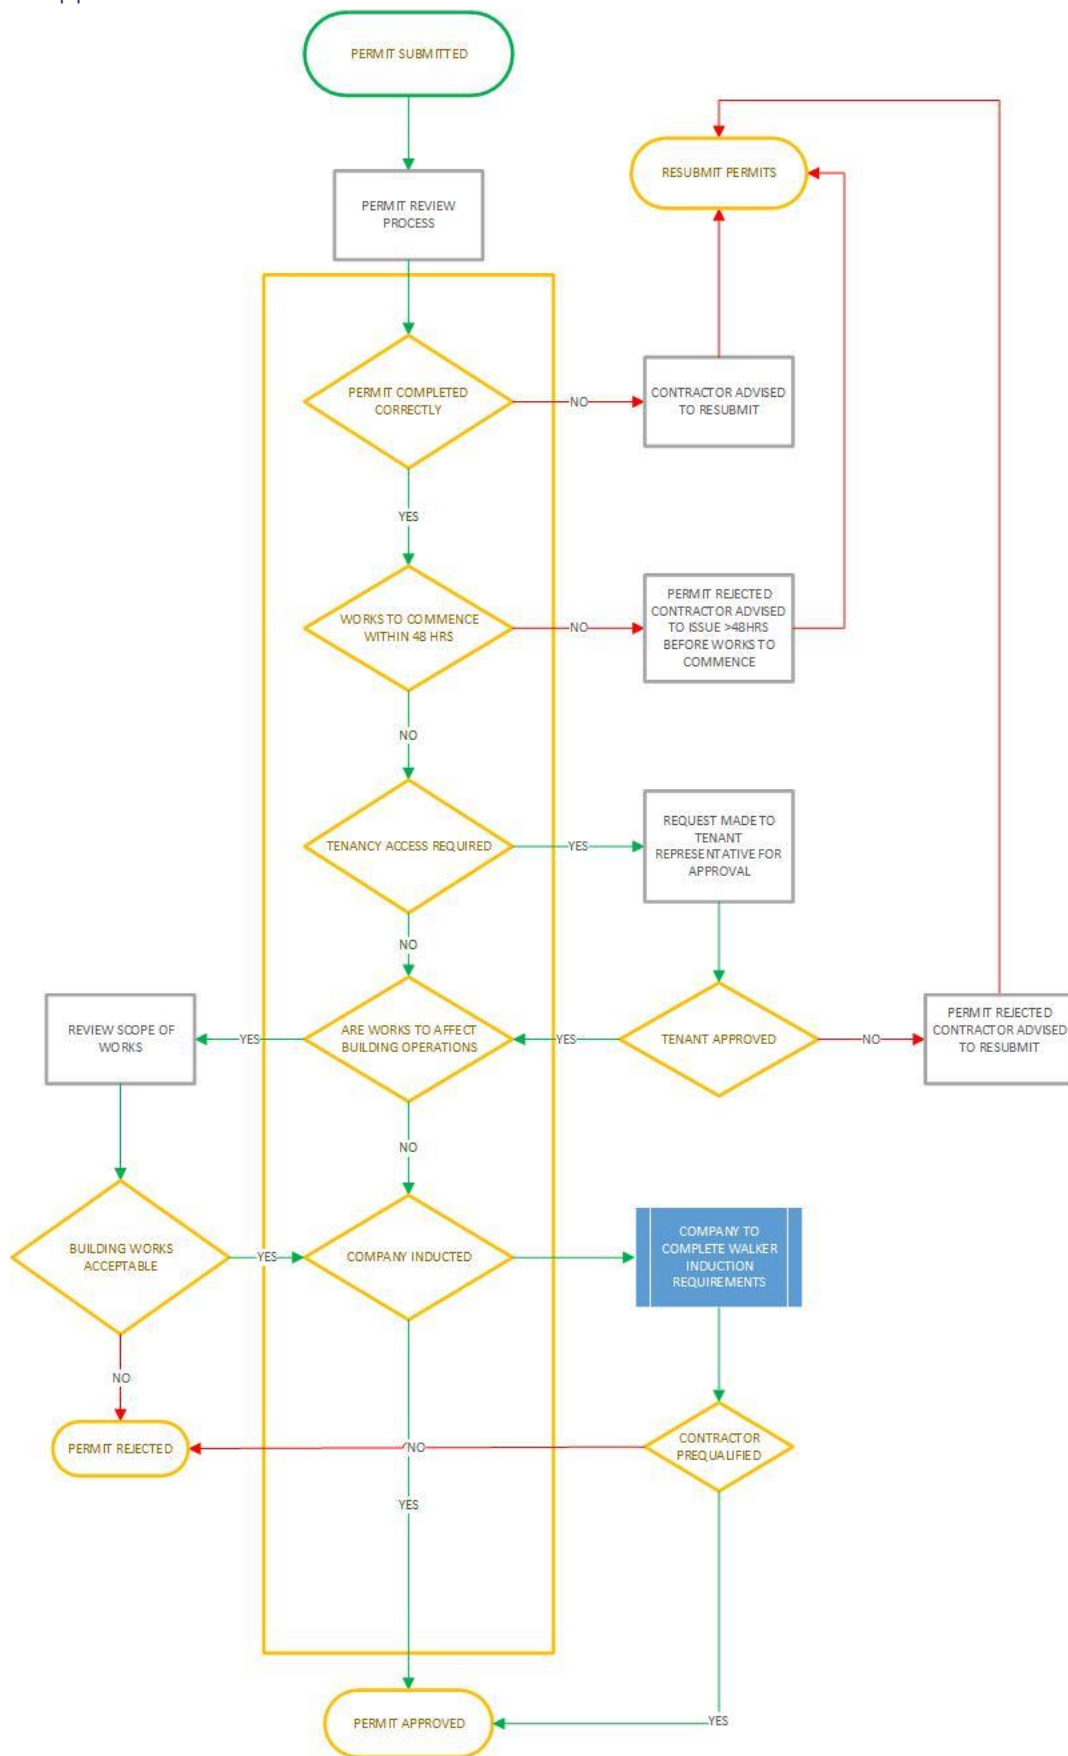 PERMIT SUBMITTED
RESUBMIT PERMITS
PERMIT REVIEW
PROCESS
PERMIT COMPLETED
CORRECTLY
NO
CONTRACTOR ADVISED
TO RESUBMIT
YES
WORKS TO COMMENCE
WITHIN 48 HRS
NO
PERMIT REJECTED
CONTRACTOR ADVISED
TO ISSUE >48HRS
BEFORE WORKS TO
COMMENCE
NO
TENANCY ACCESS REQUIRED
YES
REQUEST MADE TO
TENANT
REPRESENTATIVE FOR
APPROVAL
NO
REVIEW SCOPE OF
WORKS
YES
ARE WORKS TO AFFECT
BUILDING OPERATIONS
YES
TENANT APPROVED
NO
PERMIT REJECTED
CONTRACTOR ADVISED
TO RESUBMIT
NO
BUILDING WORKS
ACCEPTABLE
YES
COMPANY INDUCTED
COMPANY TO
COMPLETE WALKER
INDUCTION
REQUIREMENTS
NO
PERMIT REJECTED
NO
CONTRACTOR
PREQUALIFIED
YES
PERMIT APPROVED
YES